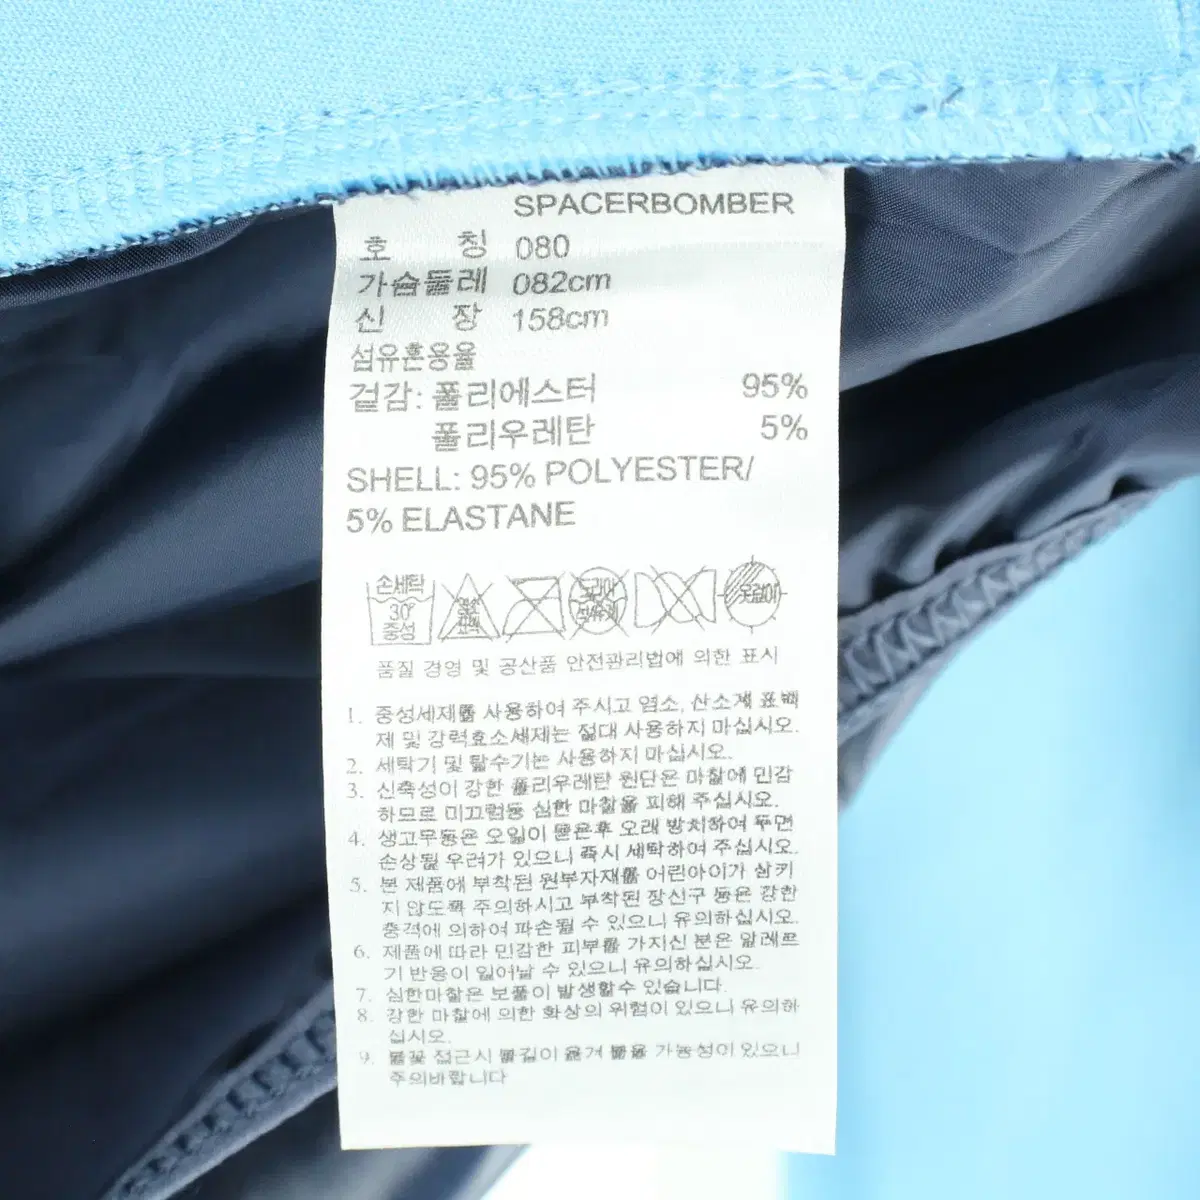 SPACERBOMBER
호 칭 080
가슴둘레 082cm
신 장 158cm
섬유혼용율
겉감: 폴리에스터 95%
폴리우레탄 5%
SHELL: 95% POLYESTER/
5% ELASTANE
손세탁 30° 중성 염소 표백 드라이 석유계 옷걸이
품질 경영 및 공산품 안전관리법에 의한 표시
1. 중성세제를 사용하여 주시고 염소, 산소계 표백
제 및 강력효소세제는 절대 사용하지 마십시오.
2. 세탁기 및 탈수기는 사용하지 마십시오.
3. 신축성이 강한 폴리우레탄 원단은 마찰에 민감
하므로 미끄럼등 심한 마찰을 피해 주십시오.
4. 생고무등은 오일이 묻은후 오래 방치하여 두면
손상될 우려가 있으니 즉시 세탁하여 주십시오.
5. 본 제품에 부착된 원부자재를 어린아이가 삼키
지 않도록 주의하시고 부착된 장신구 등은 강한
충격에 의하여 파손될 수 있으니 유의하십시오.
6. 제품에 따라 민감한 피부를 가지신 분은 알레르
기 반응이 일어날 수 있으니 유의하십시오.
7. 심한마찰은 보풀이 발생할수 있습니다.
8. 강한 마찰에 의한 화상의 위험이 있으니 유의하
십시오.
9. 불꽃 접근시 불길이 옮겨 붙을 가능성이 있으니
주의바랍니다